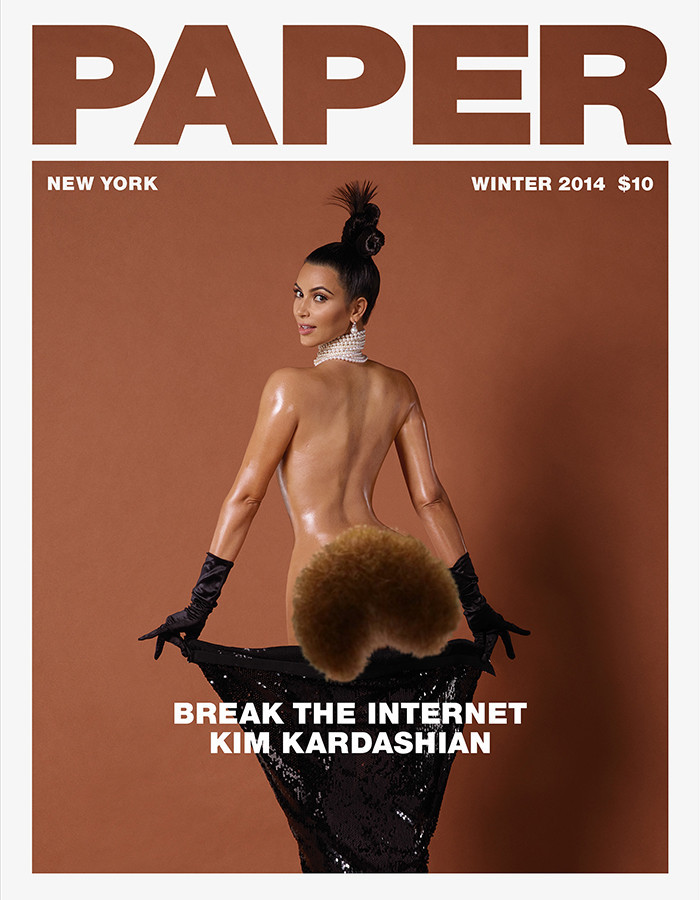 PAPER
NEW YORK
WINTER 2014 $10
BREAK THE INTERNET
KIM KARDASHIAN